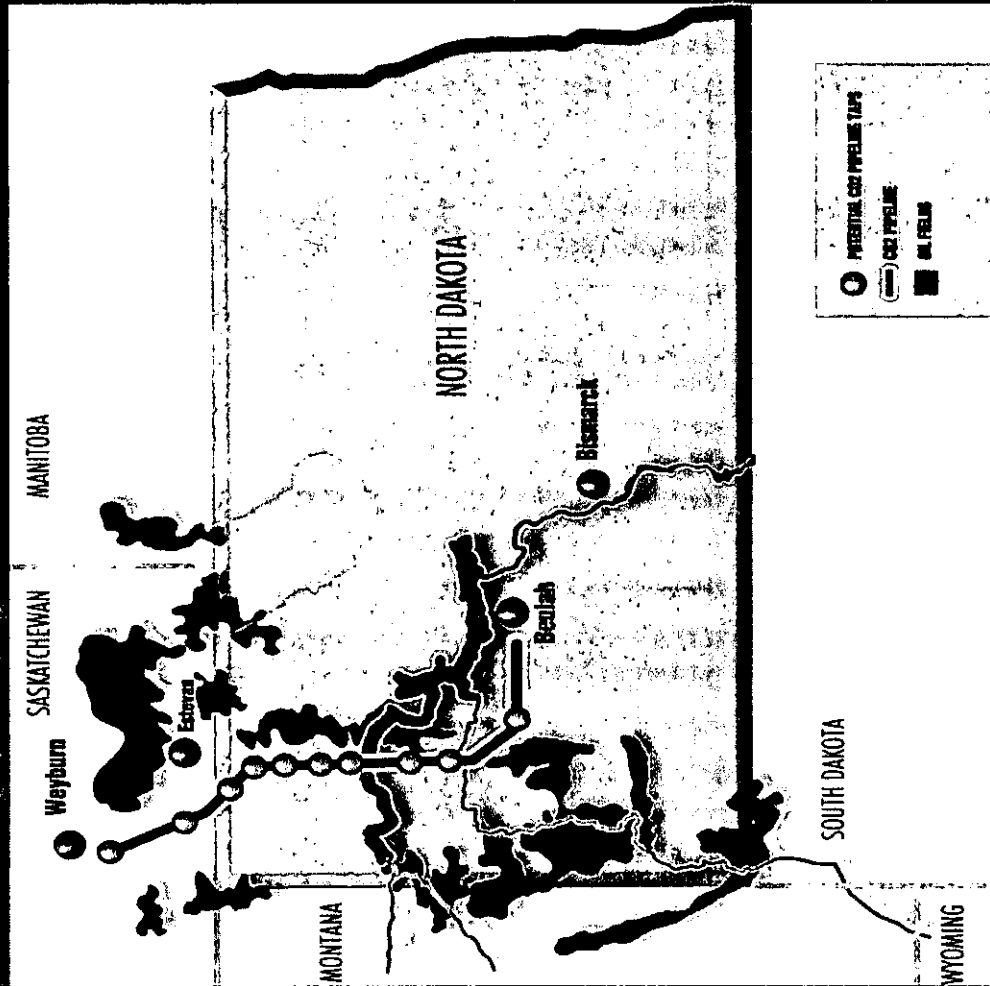 MANITOBA
SASKATCHEWAN
Weyburn
Estevan
NORTH DAKOTA
Bismarck
Beulah
MONTANA
SOUTH DAKOTA
WYOMING
POTENTIAL CO2 PIPELINE TAPS
CO2 PIPELINE
OIL FIELDS